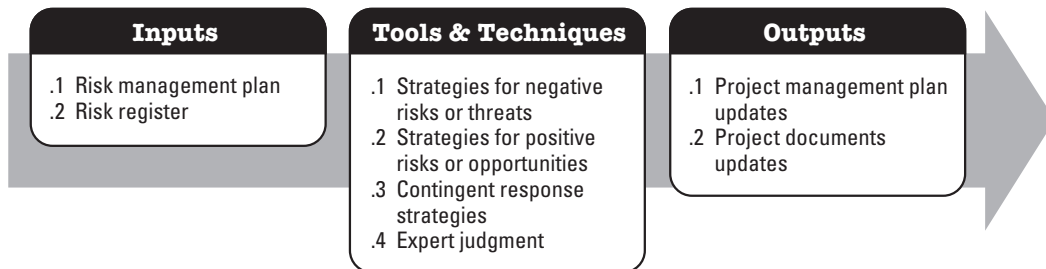 Inputs
.1 Risk management plan
.2 Risk register
Tools & Techniques
.1 Strategies for negative
risks or threats
.2 Strategies for positive
risks or opportunities
.3 Contingent response
strategies
.4 Expert judgment
Outputs
.1 Project management plan
updates
.2 Project documents
updates